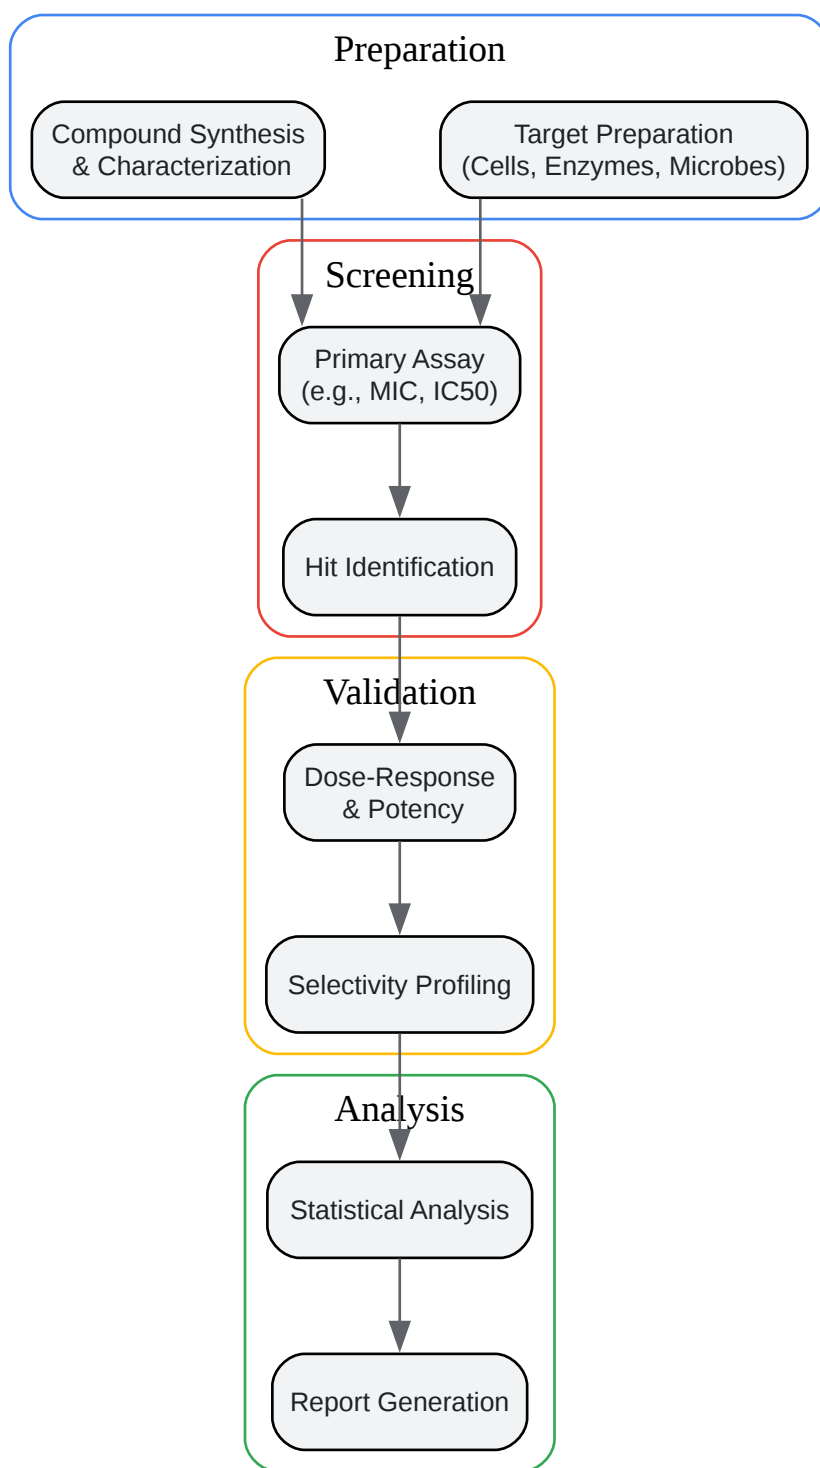 Preparation
Compound Synthesis
& Characterization
Target Preparation
(Cells, Enzymes, Microbes)
Screening
Primary Assay
(e.g., MIC, IC50)
Hit Identification
Validation
Dose-Response
& Potency
Selectivity Profiling
Analysis
Statistical Analysis
Report Generation